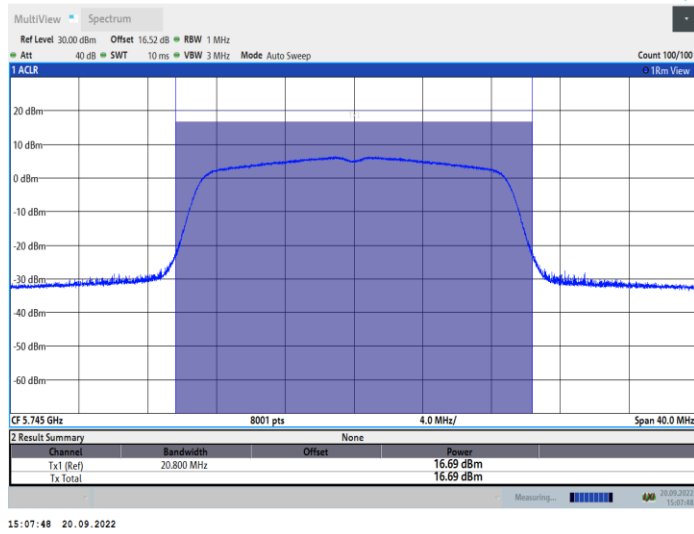 MultiView Spectrum
Ref Level 30.00 dBm Offset 16.52 dB RBW 1 MHz
Att 40 dB SWT 10 ms VBW 3 MHz Mode Auto Sweep Count 100/100
1 ACLR 1Rm View
20 dBm
10 dBm
0 dBm
-10 dBm
-20 dBm
-30 dBm
-40 dBm
-50 dBm
-60 dBm
CF 5.745 GHz 8001 pts 4.0 MHz/ Span 40.0 MHz
2 Result Summary None
Channel Bandwidth Offset Power
Tx1 (Ref) 20.800 MHz 16.69 dBm
Tx Total 16.69 dBm
Measuring... 20.09.2022
15:07:48
15:07:48 20.09.2022